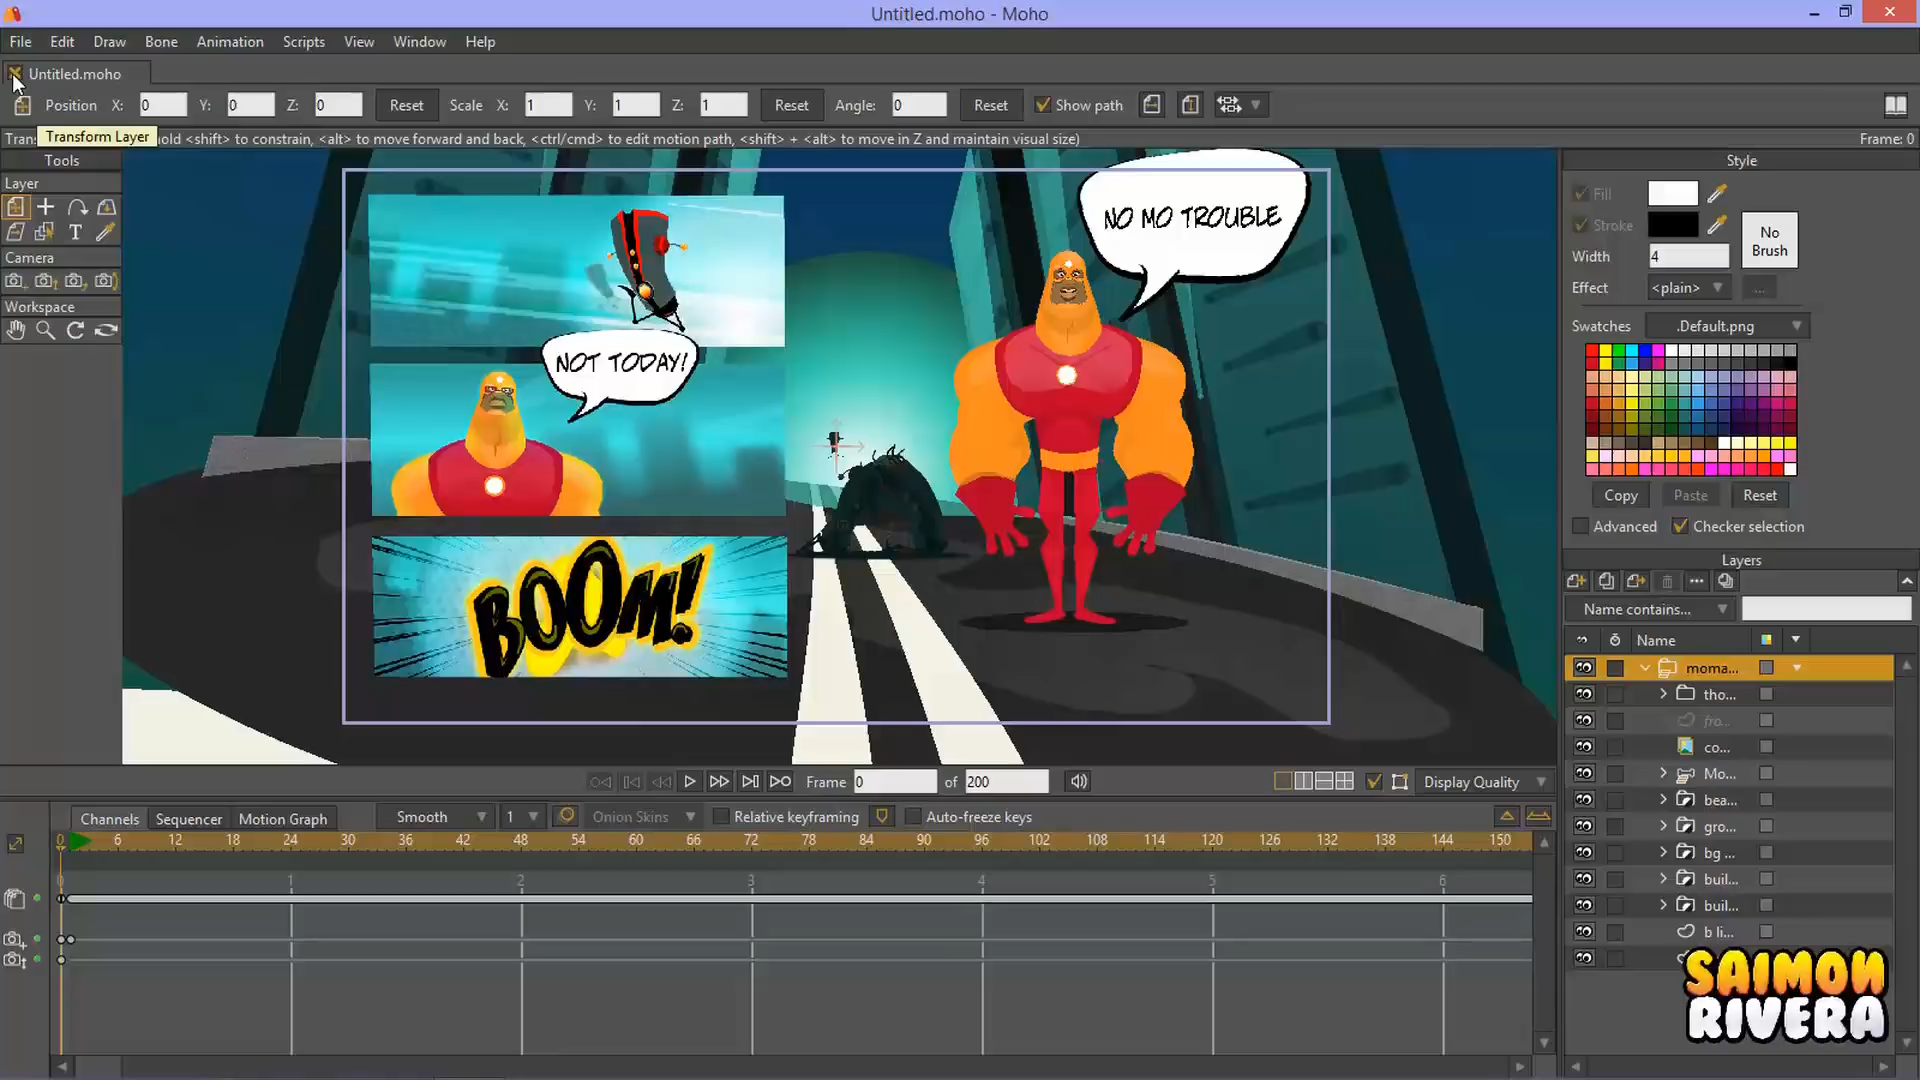 Untitled.moho - Moho
File Edit Draw Bone Animation Scripts View Window Help
Untitled.moho
Position X: 0 Y: 0 Z: 0 Reset Scale X: 1 Y: 1 Z: 1 Reset Angle: 0 Reset Show path
Transform Layer
Tran hold <shift> to constrain, <alt> to move forward and back, <ctrl/cmd> to edit motion path, <shift> + <alt> to move in Z and maintain visual size)
Frame: 0
Tools
Layer
Camera
Workspace
NO MO TROUBLE
NOT TODAY!
BOOM!
Style
Fill
Stroke
No Brush
Width 4
Effect <plain> ...
Swatches .Default.png
Copy Paste Reset
Advanced Checker selection
Layers
Name contains...
Name
moma...
tho...
fra...
co...
Mo...
bea...
gro...
bg ...
buil...
buil...
b li...
Frame 0 of 200
Display Quality
Channels Sequencer Motion Graph Smooth 1 Onion Skins Relative keyframing Auto-freeze keys
0 6 12 18 24 30 36 42 48 54 60 66 72 78 84 90 96 102 108 114 120 126 132 138 144 150
0 1 2 3 4 5 6
SAIMON
RIVERA